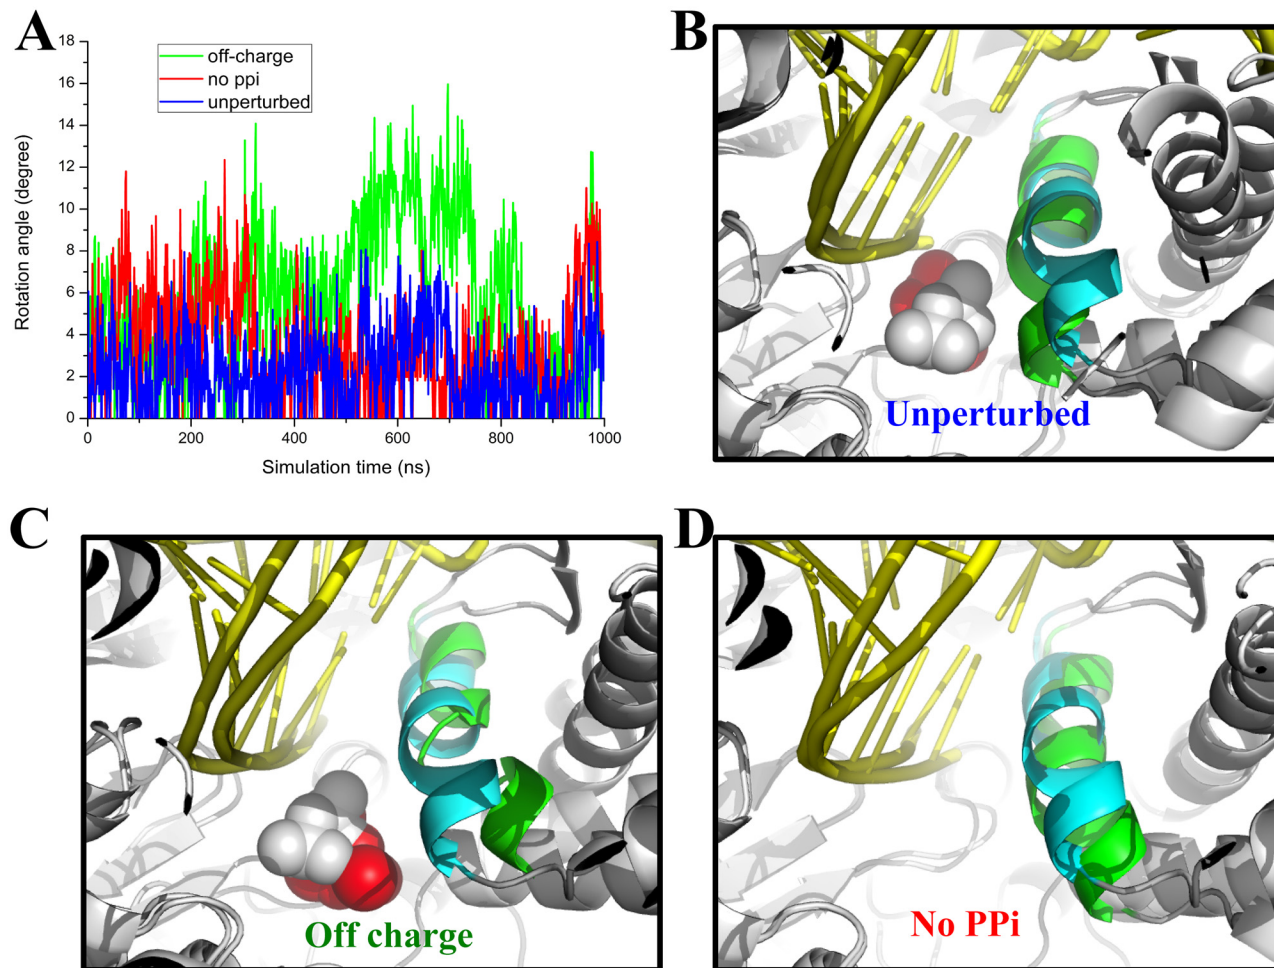 A
18
16
14
12
10
8
6
4
2
0
Rotation angle (degree)
off-charge
no ppi
unperturbed
0
200
400
600
800
1000
Simulation time (ns)
B
Unperturbed
C
Off charge
D
No PPi